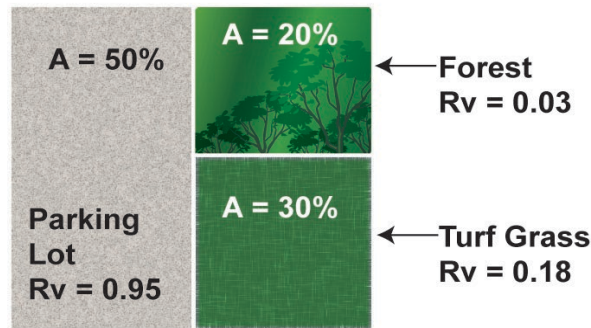 A = 50%
Parking
Lot
Rv = 0.95
A = 20%
Forest
Rv = 0.03
A = 30%
Turf Grass
Rv = 0.18